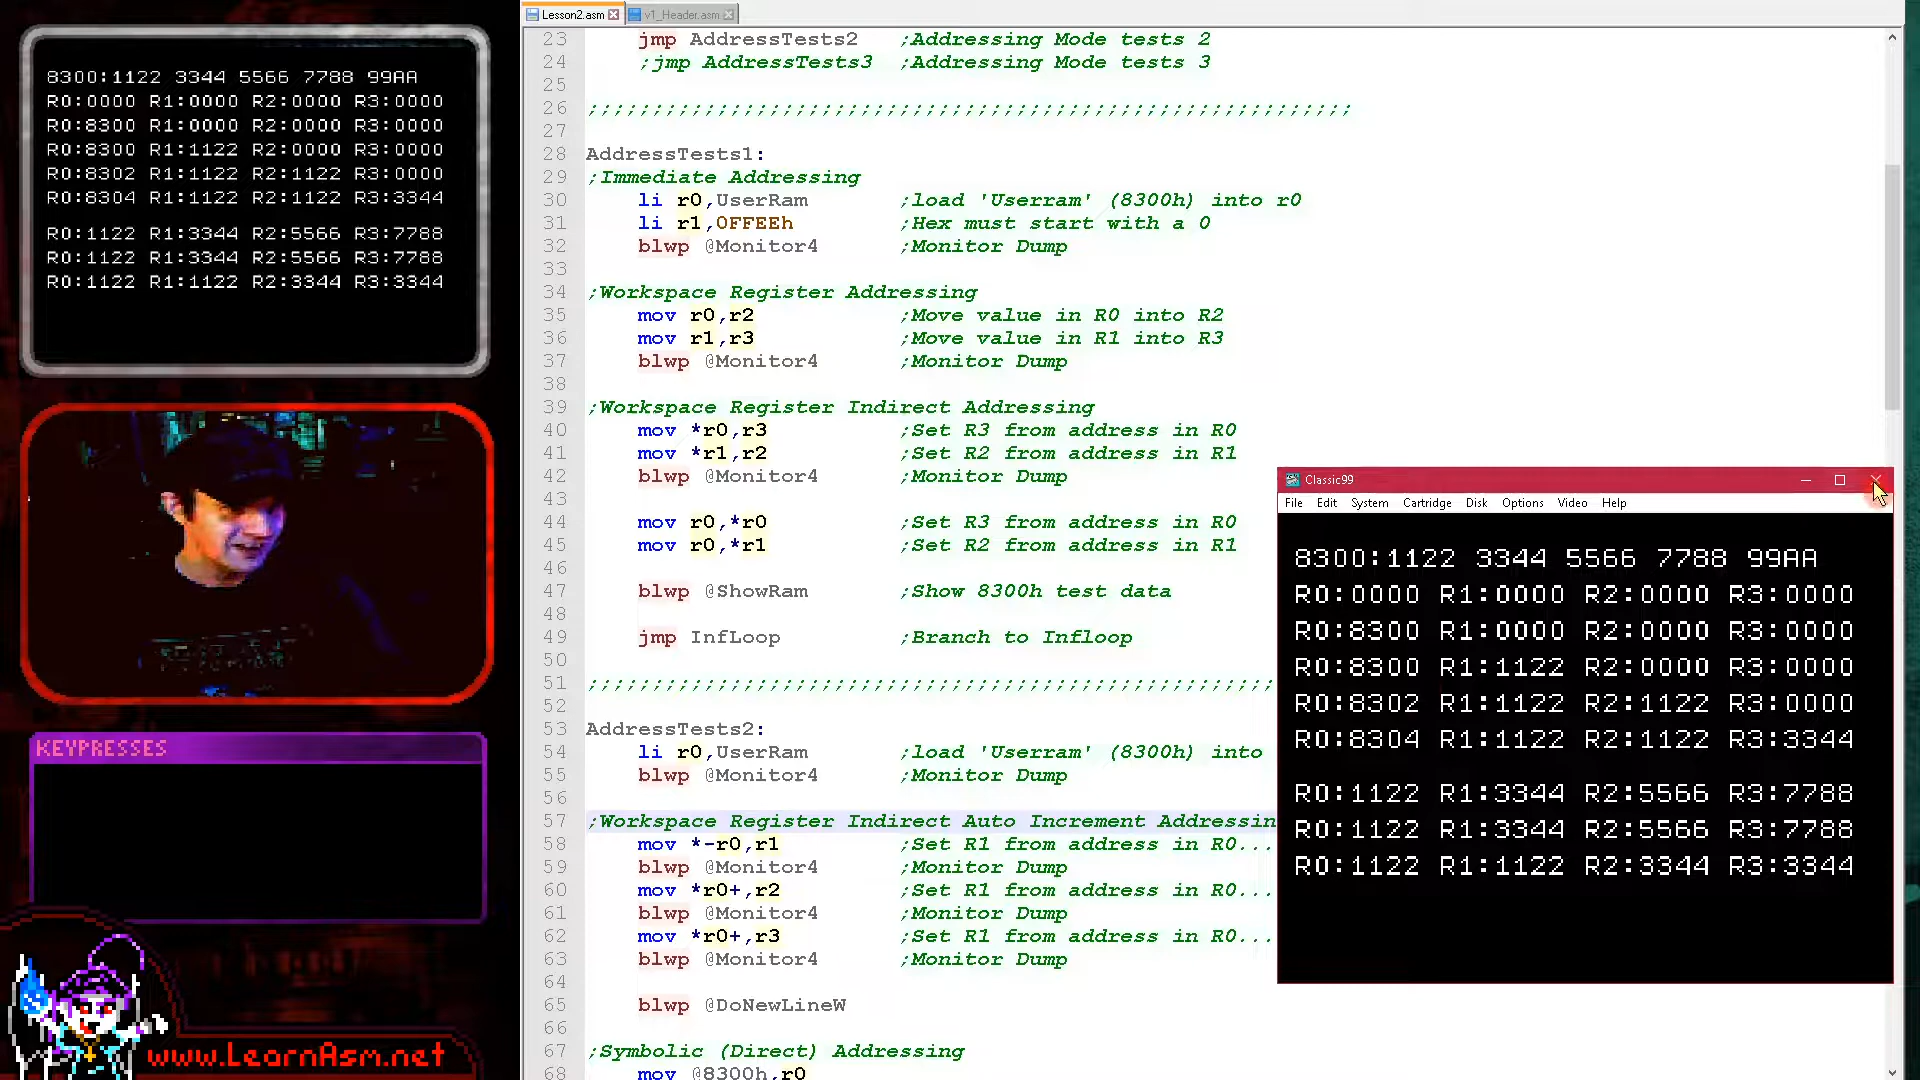 8300:1122 3344 5566 7788 99AA
R0:0000 R1:0000 R2:0000 R3:0000
R0:8300 R1:0000 R2:0000 R3:0000
R0:8300 R1:1122 R2:0000 R3:0000
R0:8302 R1:1122 R2:1122 R3:0000
R0:8304 R1:1122 R2:1122 R3:3344
R0:1122 R1:3344 R2:5566 R3:7788
R0:1122 R1:3344 R2:5566 R3:7788
R0:1122 R1:1122 R2:3344 R3:3344
KEYPRESSES
www.LearnAsm.net
Lesson2.asm
v1_Header.asm
23 jmp AddressTests2 ;Addressing Mode tests 2
24 ;jmp AddressTests3 ;Addressing Mode tests 3
25
26 ;;;;;;;;;;;;;;;;;;;;;;;;;;;;;;;;;;;;;;;;;;;;;;;;;;;;;;;;;;;
27
28 AddressTests1:
29 ;Immediate Addressing
30 li r0,UserRam ;load 'Userram' (8300h) into r0
31 li r1,0FFEEh ;Hex must start with a 0
32 blwp @Monitor4 ;Monitor Dump
33
34 ;Workspace Register Addressing
35 mov r0,r2 ;Move value in R0 into R2
36 mov r1,r3 ;Move value in R1 into R3
37 blwp @Monitor4 ;Monitor Dump
38
39 ;Workspace Register Indirect Addressing
40 mov *r0,r3 ;Set R3 from address in R0
41 mov *r1,r2 ;Set R2 from address in R1
42 blwp @Monitor4 ;Monitor Dump
43
44 mov r0,*r0 ;Set R3 from address in R0
45 mov r0,*r1 ;Set R2 from address in R1
46
47 blwp @ShowRam ;Show 8300h test data
48
49 jmp InfLoop ;Branch to Infloop
50
51 ;;;;;;;;;;;;;;;;;;;;;;;;;;;;;;;;;;;;;;;;;;;;;;;;;;;;;
52
53 AddressTests2:
54 li r0,UserRam ;load 'Userram' (8300h) into
55 blwp @Monitor4 ;Monitor Dump
56
57 ;Workspace Register Indirect Auto Increment Addressin
58 mov *-r0,r1 ;Set R1 from address in R0...
59 blwp @Monitor4 ;Monitor Dump
60 mov *r0+,r2 ;Set R1 from address in R0...
61 blwp @Monitor4 ;Monitor Dump
62 mov *r0+,r3 ;Set R1 from address in R0...
63 blwp @Monitor4 ;Monitor Dump
64
65 blwp @DoNewLineW
66
67 ;Symbolic (Direct) Addressing
68 mov @8300h,r0
Classic99
File Edit System Cartridge Disk Options Video Help
8300:1122 3344 5566 7788 99AA
R0:0000 R1:0000 R2:0000 R3:0000
R0:8300 R1:0000 R2:0000 R3:0000
R0:8300 R1:1122 R2:0000 R3:0000
R0:8302 R1:1122 R2:1122 R3:0000
R0:8304 R1:1122 R2:1122 R3:3344
R0:1122 R1:3344 R2:5566 R3:7788
R0:1122 R1:3344 R2:5566 R3:7788
R0:1122 R1:1122 R2:3344 R3:3344